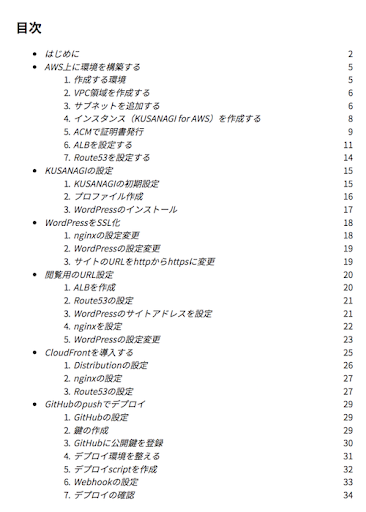 目次
• はじめに 2
• AWS上に環境を構築する 5
1. 作成する環境 5
2. VPC領域を作成する 6
3. サブネットを追加する 6
4. インスタンス（KUSANAGI for AWS）を作成する 8
5. ACMで証明書発行 9
6. ALBを設定する 11
7. Route53を設定する 14
• KUSANAGIの設定 15
1. KUSANAGIの初期設定 15
2. プロファイル作成 16
3. WordPressのインストール 17
• WordPressをSSL化 18
1. nginxの設定変更 18
2. WordPressの設定変更 19
3. サイトのURLをhttpからhttpsに変更 19
• 閲覧用のURL設定 20
1. ALBを作成 20
2. Route53の設定 21
3. WordPressのサイトアドレスを設定 21
4. nginxを設定 22
5. WordPressの設定変更 23
• CloudFrontを導入する 25
1. Distributionの設定 26
2. nginxの設定 27
3. Route53の設定 27
• GitHubのpushでデプロイ 29
1. GitHubの設定 29
2. 鍵の作成 29
3. GitHubに公開鍵を登録 30
4. デプロイ環境を整える 31
5. デプロイscriptを作成 32
6. Webhookの設定 33
7. デプロイの確認 34